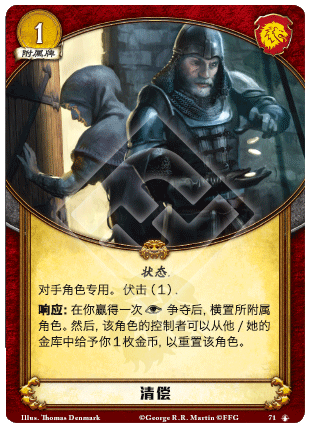 1
附属牌
状态.
对手角色专用。伏击 (1).
响应: 在你赢得一次 争夺后, 横置所附属
角色。然后, 该角色的控制者可以从他/她的
金库中给予你1枚金币, 以重置该角色。
清偿
Illus. Thomas Denmark ©George R.R. Martin ©FFG 71